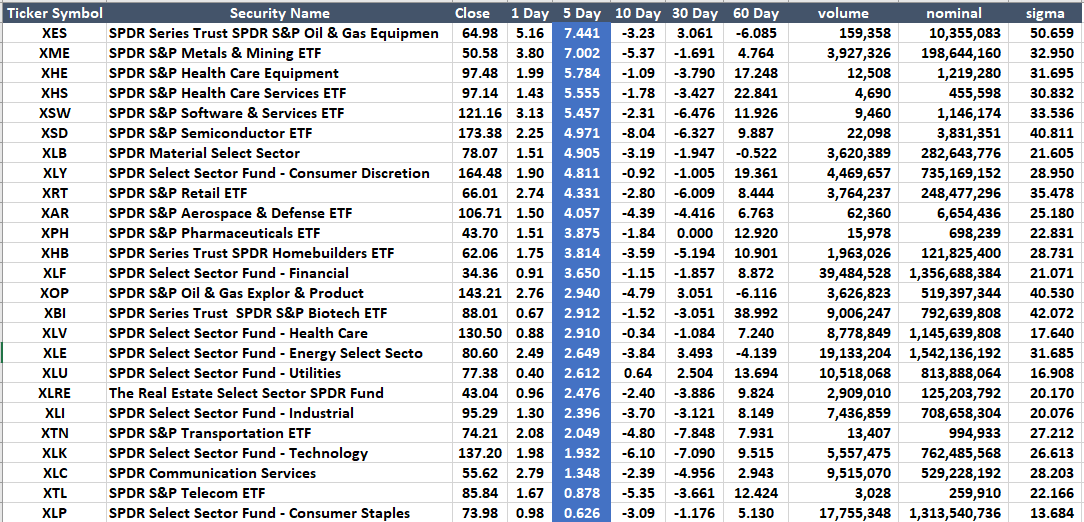 Ticker Symbol Security Name Close 1 Day 5 Day 10 Day 30 Day 60 Day volume nominal sigma
XES SPDR Series Trust SPDR S&P Oil & Gas Equipmen 64.98 5.16 7.441 -3.23 3.061 -6.085 159,358 10,355,083 50.659
XME SPDR S&P Metals & Mining ETF 50.58 3.80 7.002 -5.37 -1.691 4.764 3,927,326 198,644,160 32.950
XHE SPDR S&P Health Care Equipment 97.48 1.99 5.784 -1.09 -3.790 17.248 12,508 1,219,280 31.695
XHS SPDR S&P Health Care Services ETF 97.14 1.43 5.555 -1.78 -3.427 22.841 4,690 455,598 30.832
XSW SPDR S&P Software & Services ETF 121.16 3.13 5.457 -2.31 -6.476 11.926 9,460 1,146,174 33.536
XSD SPDR S&P Semiconductor ETF 173.38 2.25 4.971 -8.04 -6.327 9.887 22,098 3,831,351 40.811
XLB SPDR Material Select Sector 78.07 1.51 4.905 -3.19 -1.947 -0.522 3,620,389 282,643,776 21.605
XLY SPDR Select Sector Fund - Consumer Discretion 164.48 1.90 4.811 -0.92 -1.005 19.361 4,469,657 735,169,152 28.950
XRT SPDR S&P Retail ETF 66.01 2.74 4.331 -2.80 -6.009 8.444 3,764,237 248,477,296 35.478
XAR SPDR S&P Aerospace & Defense ETF 106.71 1.50 4.057 -4.39 -4.416 6.763 62,360 6,654,436 25.180
XPH SPDR S&P Pharmaceuticals ETF 43.70 1.51 3.875 -1.84 0.000 12.920 15,978 698,239 22.831
XHB SPDR Series Trust SPDR Homebuilders ETF 62.06 1.75 3.814 -3.59 -5.194 10.901 1,963,026 121,825,400 28.731
XLF SPDR Select Sector Fund - Financial 34.36 0.91 3.650 -1.15 -1.857 8.872 39,484,528 1,356,688,384 21.071
XOP SPDR S&P Oil & Gas Explor & Product 143.21 2.76 2.940 -4.79 3.051 -6.116 3,626,823 519,397,344 40.530
XBI SPDR Series Trust SPDR S&P Biotech ETF 88.01 0.67 2.912 -1.52 -3.051 38.992 9,006,247 792,639,808 42.072
XLV SPDR Select Sector Fund - Health Care 130.50 0.88 2.910 -0.34 -1.084 7.240 8,778,849 1,145,639,808 17.640
XLE SPDR Select Sector Fund - Energy Select Secto 80.60 2.49 2.649 -3.84 3.493 -4.139 19,133,204 1,542,136,192 31.685
XLU SPDR Select Sector Fund - Utilities 77.38 0.40 2.612 0.64 2.504 13.694 10,518,068 813,888,064 16.908
XLRE The Real Estate Select Sector SPDR Fund 43.04 0.96 2.476 -2.40 -3.886 9.824 2,909,010 125,203,792 20.170
XLI SPDR Select Sector Fund - Industrial 95.29 1.30 2.396 -3.70 -3.121 8.149 7,436,859 708,658,304 20.076
XTN SPDR S&P Transportation ETF 74.21 2.08 2.049 -4.80 -7.848 7.931 13,407 994,933 27.212
XLK SPDR Select Sector Fund - Technology 137.20 1.98 1.932 -6.10 -7.090 9.515 5,557,475 762,485,568 26.613
XLC SPDR Communication Services 55.62 2.79 1.348 -2.39 -4.956 2.943 9,515,070 529,228,192 28.203
XTL SPDR S&P Telecom ETF 85.84 1.67 0.878 -5.35 -3.661 12.424 3,028 259,910 22.166
XLP SPDR Select Sector Fund - Consumer Staples 73.98 0.98 0.626 -3.09 -1.176 5.130 17,755,348 1,313,540,736 13.684